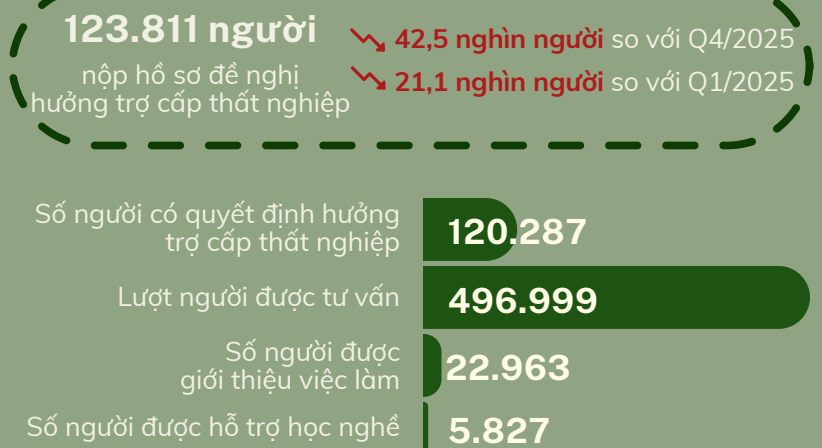 123.811 người
nộp hồ sơ đề nghị
hưởng trợ cấp thất nghiệp
42,5 nghìn người so với Q4/2025
21,1 nghìn người so với Q1/2025
Số người có quyết định hưởng
trợ cấp thất nghiệp
120.287
Lượt người được tư vấn
496.999
Số người được
giới thiệu việc làm
22.963
Số người được hỗ trợ học nghề
5.827